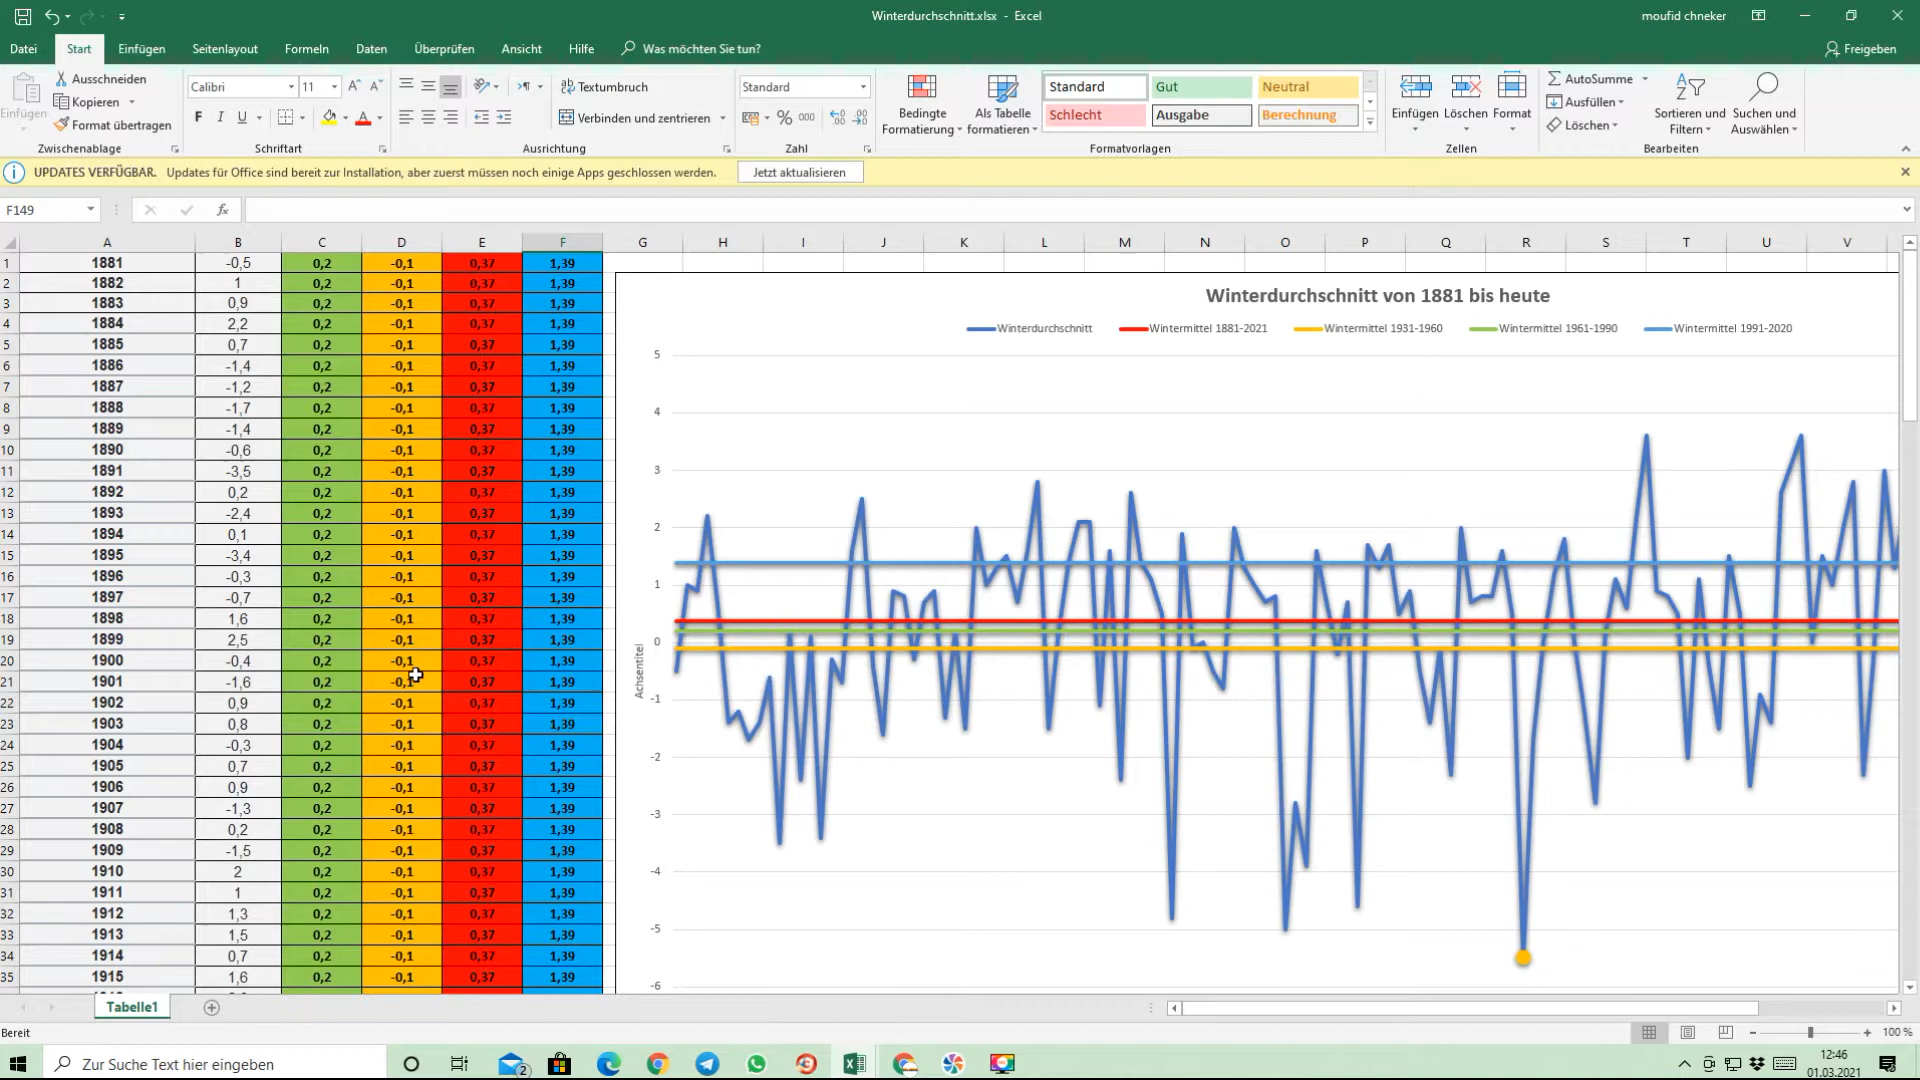 Winterdurchschnitt.xlsx - Excel
moufid chneker
Datei Start Einfügen Seitenlayout Formeln Daten Überprüfen Ansicht Hilfe Was möchten Sie tun? Freigeben
Einfügen
Ausschneiden
Kopieren
Format übertragen
Zwischenablage
Calibri 11
F K U
Schriftart
Textumbruch
Verbinden und zentrieren
Ausrichtung
Standard
% 000
Zahl
Bedingte Formatierung
Als Tabelle formatieren
Standard Gut Neutral
Schlecht Ausgabe Berechnung
Formatvorlagen
Einfügen Löschen Format
Zellen
AutoSumme
Ausfüllen
Löschen
Sortieren und Filtern
Suchen und Auswählen
Bearbeiten
UPDATES VERFÜGBAR. Updates für Office sind bereit zur Installation, aber zuerst müssen noch einige Apps geschlossen werden. Jetzt aktualisieren
F149 fx
A B C D E F G H I J K L M N O P Q R S T U V
1 1881 -0,5 0,2 -0,1 0,37 1,39
2 1882 1 0,2 -0,1 0,37 1,39
3 1883 0,9 0,2 -0,1 0,37 1,39
4 1884 2,2 0,2 -0,1 0,37 1,39
5 1885 0,7 0,2 -0,1 0,37 1,39
6 1886 -1,4 0,2 -0,1 0,37 1,39
7 1887 -1,2 0,2 -0,1 0,37 1,39
8 1888 -1,7 0,2 -0,1 0,37 1,39
9 1889 -1,4 0,2 -0,1 0,37 1,39
10 1890 -0,6 0,2 -0,1 0,37 1,39
11 1891 -3,5 0,2 -0,1 0,37 1,39
12 1892 0,2 0,2 -0,1 0,37 1,39
13 1893 -2,4 0,2 -0,1 0,37 1,39
14 1894 0,1 0,2 -0,1 0,37 1,39
15 1895 -3,4 0,2 -0,1 0,37 1,39
16 1896 -0,3 0,2 -0,1 0,37 1,39
17 1897 -0,7 0,2 -0,1 0,37 1,39
18 1898 1,6 0,2 -0,1 0,37 1,39
19 1899 2,5 0,2 -0,1 0,37 1,39
20 1900 -0,4 0,2 -0,1 0,37 1,39
21 1901 -1,6 0,2 -0,1 0,37 1,39
22 1902 0,9 0,2 -0,1 0,37 1,39
23 1903 0,8 0,2 -0,1 0,37 1,39
24 1904 -0,3 0,2 -0,1 0,37 1,39
25 1905 0,7 0,2 -0,1 0,37 1,39
26 1906 0,9 0,2 -0,1 0,37 1,39
27 1907 -1,3 0,2 -0,1 0,37 1,39
28 1908 0,2 0,2 -0,1 0,37 1,39
29 1909 -1,5 0,2 -0,1 0,37 1,39
30 1910 2 0,2 -0,1 0,37 1,39
31 1911 1 0,2 -0,1 0,37 1,39
32 1912 1,3 0,2 -0,1 0,37 1,39
33 1913 1,5 0,2 -0,1 0,37 1,39
34 1914 0,7 0,2 -0,1 0,37 1,39
35 1915 1,6 0,2 -0,1 0,37 1,39
Winterdurchschnitt von 1881 bis heute
Winterdurchschnitt Wintermittel 1881-2021 Wintermittel 1931-1960 Wintermittel 1961-1990 Wintermittel 1991-2020
5
4
3
2
1
0
-1
-2
-3
-4
-5
-6
Achsentitel
Tabelle1
Bereit
100 %
Zur Suche Text hier eingeben
2
12:46
01.03.2021